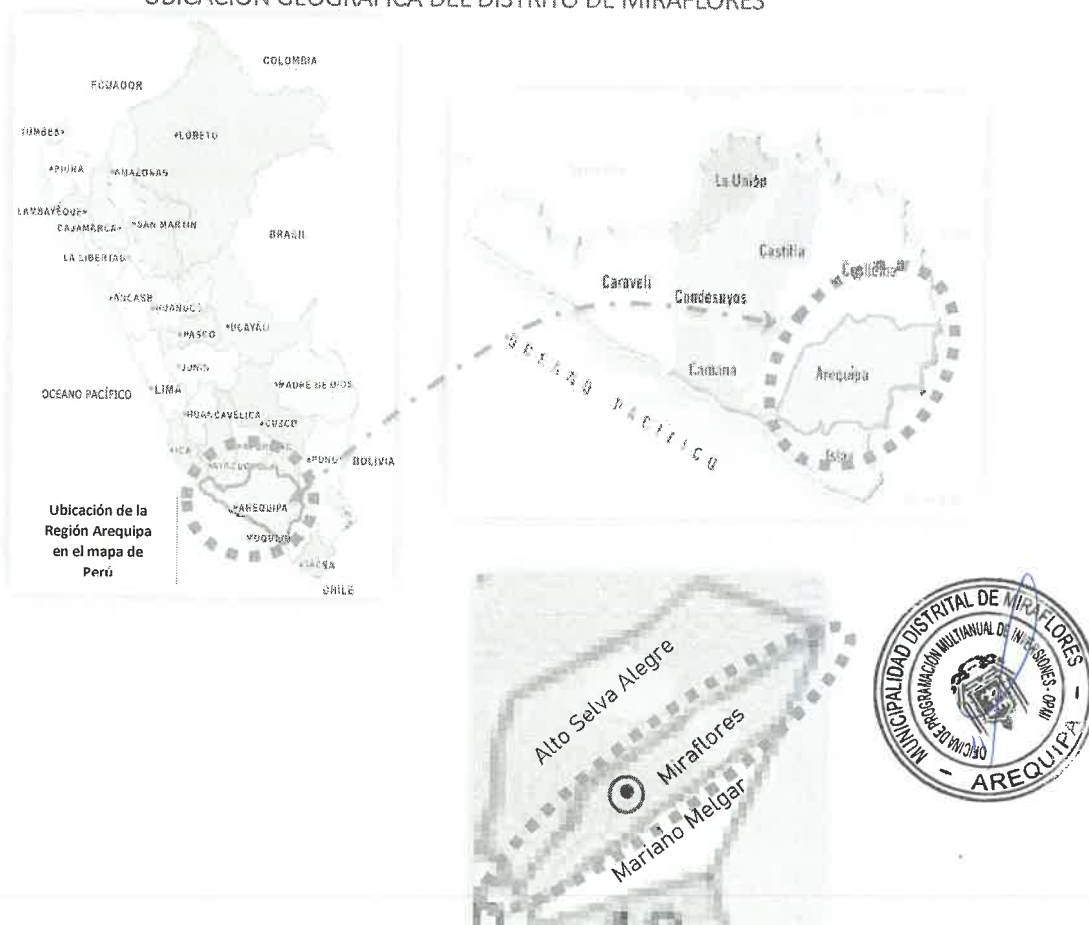 UBICACIÓN GEOGRÁFICA DEL DISTRITO DE MIRAFLORES
COLOMBIA
ECUADOR
TUMBES
LORETO
PIURA
AMAZONAS
LAMBAYEQUE
CAJAMARCA
SAN MARTIN
BRASIL
LA LIBERTAD
ANCASH
HUANUCO
PASCO
UCAYALI
JUNIN
OCEANO PACÍFICO
LIMA
MADRE DE DIOS
HUANCAVELICA
CUZCO
ICA
PUNO
BOLIVIA
AREQUIPA
TACNA
CHILE
Ubicación de la
Región Arequipa
en el mapa de
Perú
La Unión
Castilla
Caravelí
Condesuyos
Camaná
Arequipa
Islay
OCEANO PACIFICO
Alto Selva Alegre
Miraflores
Mariano Melgar
MUNICIPALIDAD DISTRITAL DE MIRAFLORES
OFICINA DE PROGRAMACIÓN MULTIANUAL DE INVERSIONES - OPMI
- AREQUIPA -